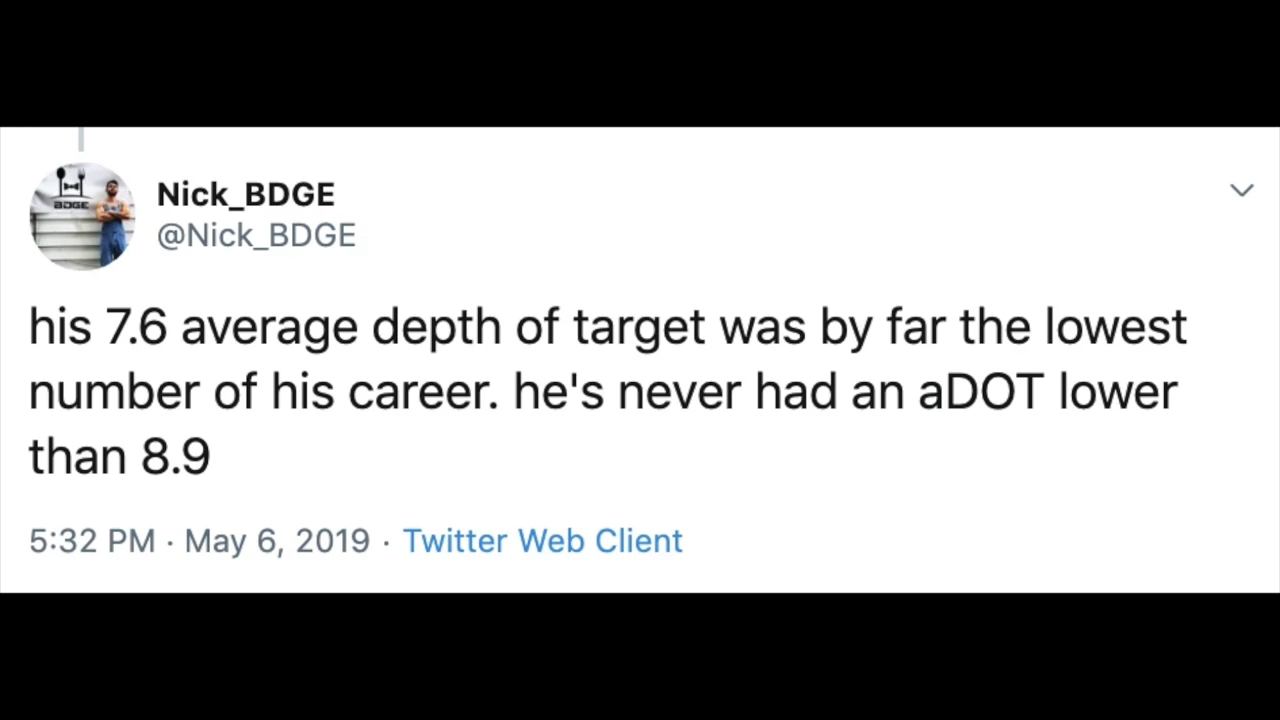 BDGE
Nick_BDGE
@Nick_BDGE
his 7.6 average depth of target was by far the lowest
number of his career. he's never had an aDOT lower
than 8.9
5:32 PM · May 6, 2019 · Twitter Web Client